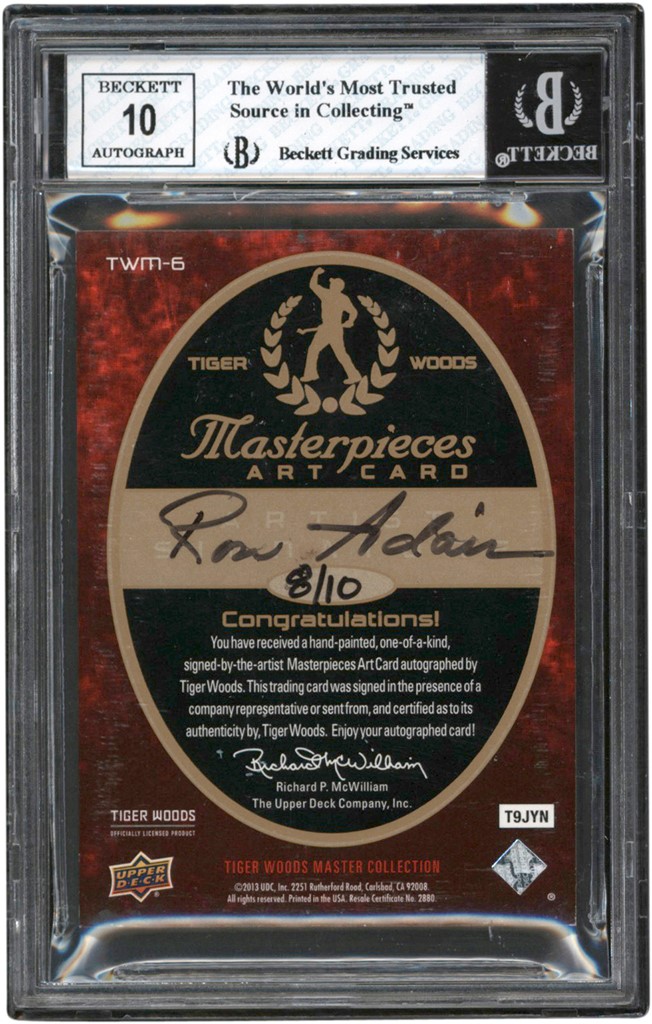 BECKETT
10
AUTOGRAPH
The World's Most Trusted
Source in Collecting™
(B) Beckett Grading Services
B
BECKETT®
TWM-6
TIGER WOODS
Masterpieces
ART CARD
ARTIST
Ron Adair
8/10
Congratulations!
You have received a hand-painted, one-of-a-kind,
signed-by-the-artist Masterpieces Art Card autographed by
Tiger Woods. This trading card was signed in the presence of a
company representative or sent from, and certified as to its
authenticity by, Tiger Woods. Enjoy your autographed card!
Richard P. McWilliam
Richard P. McWilliam
The Upper Deck Company, Inc.
TIGER WOODS
OFFICIALLY LICENSED PRODUCT
T9JYN
UPPER
D·E·C·K
®
TIGER WOODS MASTER COLLECTION
©2013 UDC, Inc. 2251 Rutherford Road, Carlsbad, CA 92008.
All rights reserved. Printed in the USA. Resale Certificate No. 2880.
®